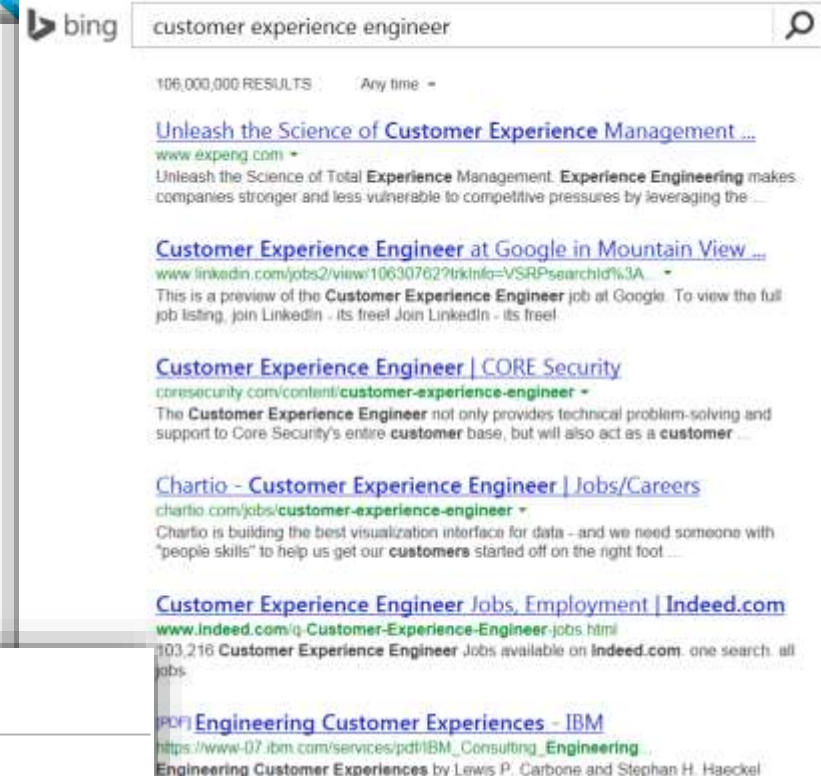 bing
customer experience engineer
106,000,000 RESULTS Any time
Unleash the Science of Customer Experience Management ...
www.expeng.com
Unleash the Science of Total Experience Management. Experience Engineering makes
companies stronger and less vulnerable to competitive pressures by leveraging the ...
Customer Experience Engineer at Google in Mountain View ...
www.linkedin.com/jobs2/view/10630762?trkInfo=VSRPsearchId%3A...
This is a preview of the Customer Experience Engineer job at Google. To view the full
job listing, join LinkedIn - its free! Join LinkedIn - its free!
Customer Experience Engineer | CORE Security
coresecurity.com/content/customer-experience-engineer
The Customer Experience Engineer not only provides technical problem-solving and
support to Core Security's entire customer base, but will also act as a customer ...
Chartio - Customer Experience Engineer | Jobs/Careers
chartio.com/jobs/customer-experience-engineer
Chartio is building the best visualization interface for data - and we need someone with
"people skills" to help us get our customers started off on the right foot ...
Customer Experience Engineer Jobs, Employment | Indeed.com
www.indeed.com/q-Customer-Experience-Engineer-jobs.html
103,216 Customer Experience Engineer Jobs available on Indeed.com. one search. all
jobs.
[PDF] Engineering Customer Experiences - IBM
https://www-07.ibm.com/services/pdf/IBM_Consulting_Engineering...
Engineering Customer Experiences by Lewis P. Carbone and Stephan H. Haeckel